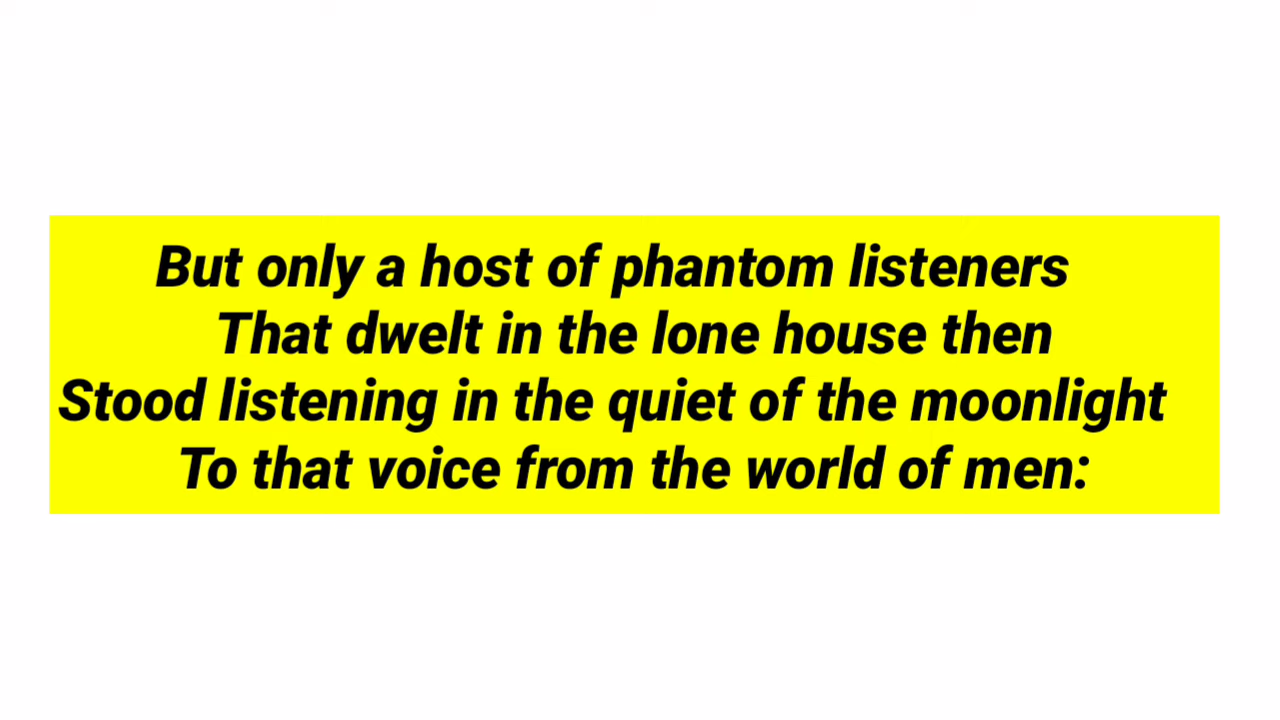 But only a host of phantom listeners
That dwelt in the lone house then
Stood listening in the quiet of the moonlight
To that voice from the world of men: